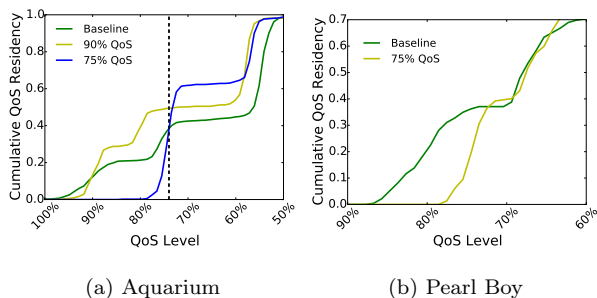 Cumulative QoS Residency
1.0
0.8
0.6
0.4
0.2
0.0
Baseline
90% QoS
75% QoS
100%
90%
80%
70%
60%
50%
QoS Level
(a) Aquarium
Cumulative QoS Residency
0.7
0.6
0.5
0.4
0.3
0.2
0.1
0.0
Baseline
75% QoS
90%
80%
70%
60%
QoS Level
(b) Pearl Boy